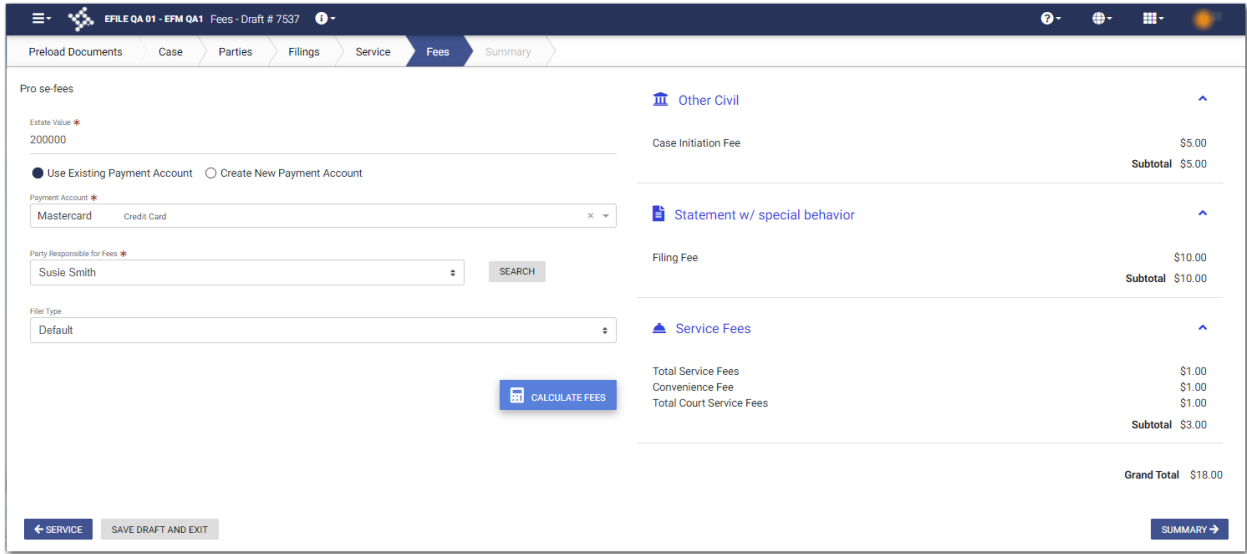 EFILE QA 01 - EFM QA1 Fees - Draft # 7537
Preload Documents Case Parties Filings Service Fees Summary
Pro se-fees
Estate Value *
200000
Use Existing Payment Account Create New Payment Account
Payment Account *
Mastercard Credit Card
Party Responsible for Fees *
Susie Smith SEARCH
Filer Type
Default
CALCULATE FEES
Other Civil
Case Initiation Fee $5.00
Subtotal $5.00
Statement w/ special behavior
Filing Fee $10.00
Subtotal $10.00
Service Fees
Total Service Fees $1.00
Convenience Fee $1.00
Total Court Service Fees $1.00
Subtotal $3.00
Grand Total $18.00
SERVICE SAVE DRAFT AND EXIT SUMMARY